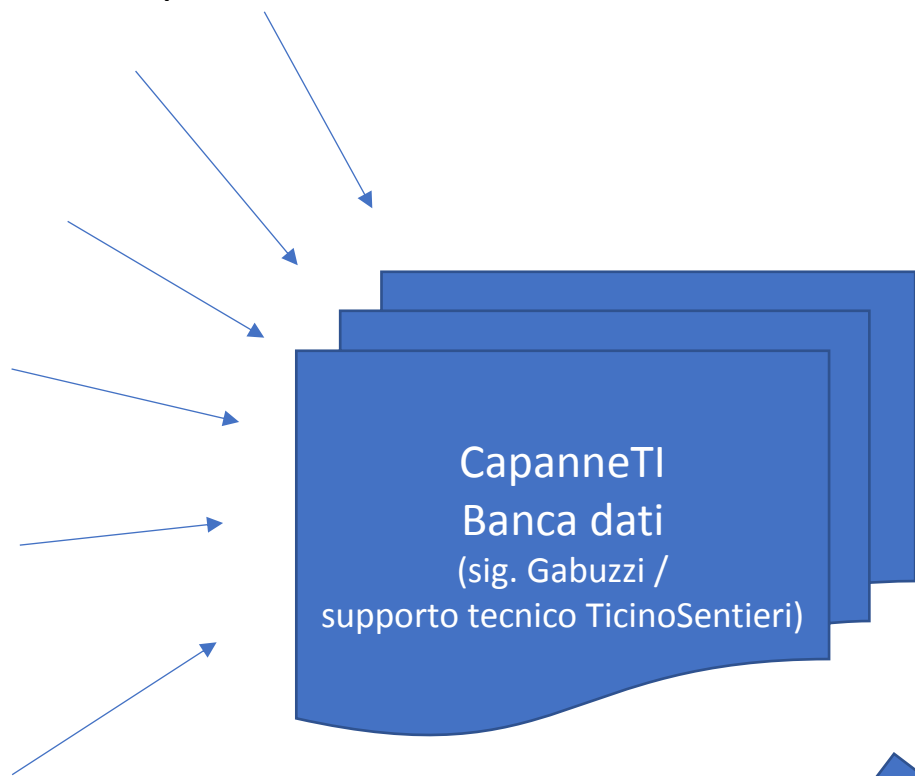 CapanneTI
Banca dati
(sig. Gabuzzi /
supporto tecnico TicinoSentieri)